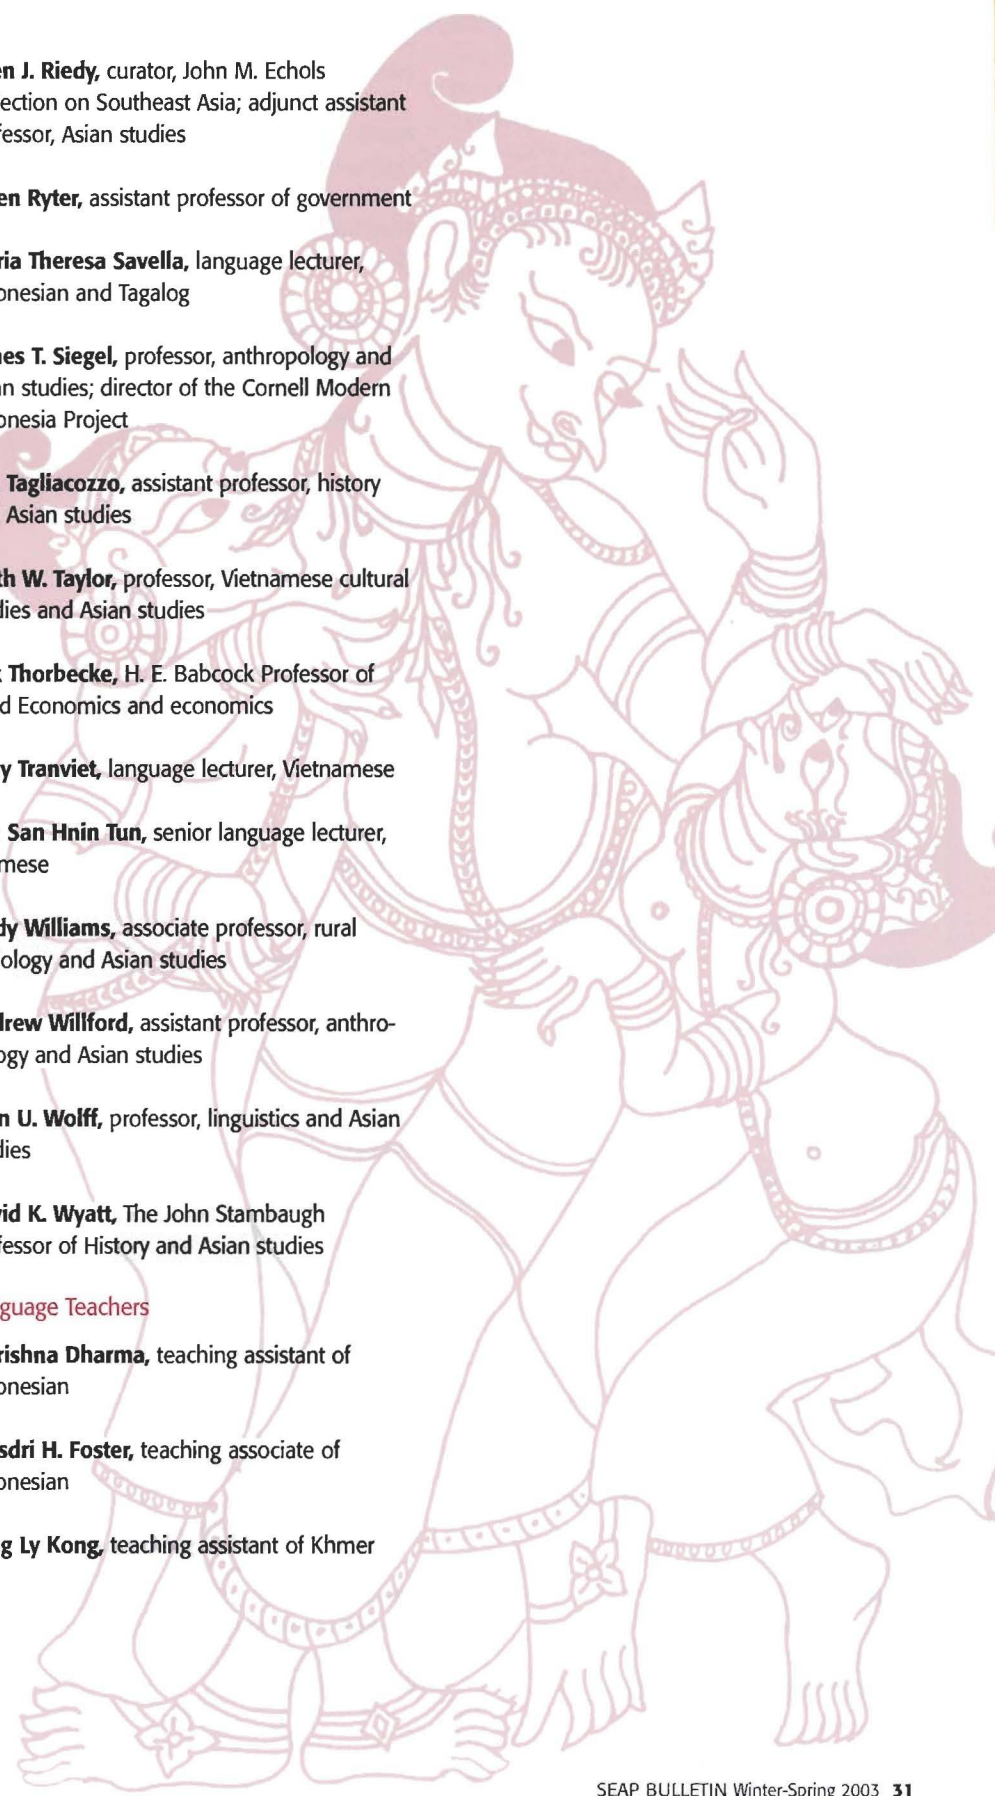 en J. Riedy, curator, John M. Echols
ection on Southeast Asia; adjunct assistant
fessor, Asian studies
en Ryter, assistant professor of government
ria Theresa Savella, language lecturer,
onesian and Tagalog
nes T. Siegel, professor, anthropology and
an studies; director of the Cornell Modern
onesia Project
Tagliacozzo, assistant professor, history
Asian studies
th W. Taylor, professor, Vietnamese cultural
dies and Asian studies
Thorbecke, H. E. Babcock Professor of
d Economics and economics
y Tranviet, language lecturer, Vietnamese
San Hnin Tun, senior language lecturer,
mese
dy Williams, associate professor, rural
iology and Asian studies
drew Willford, assistant professor, anthro-
ogy and Asian studies
n U. Wolff, professor, linguistics and Asian
dies
vid K. Wyatt, The John Stambaugh
fessor of History and Asian studies
guage Teachers
rishna Dharma, teaching assistant of
onesian
sdri H. Foster, teaching associate of
onesian
g Ly Kong, teaching assistant of Khmer
SEAP BULLETIN Winter-Spring 2003 31